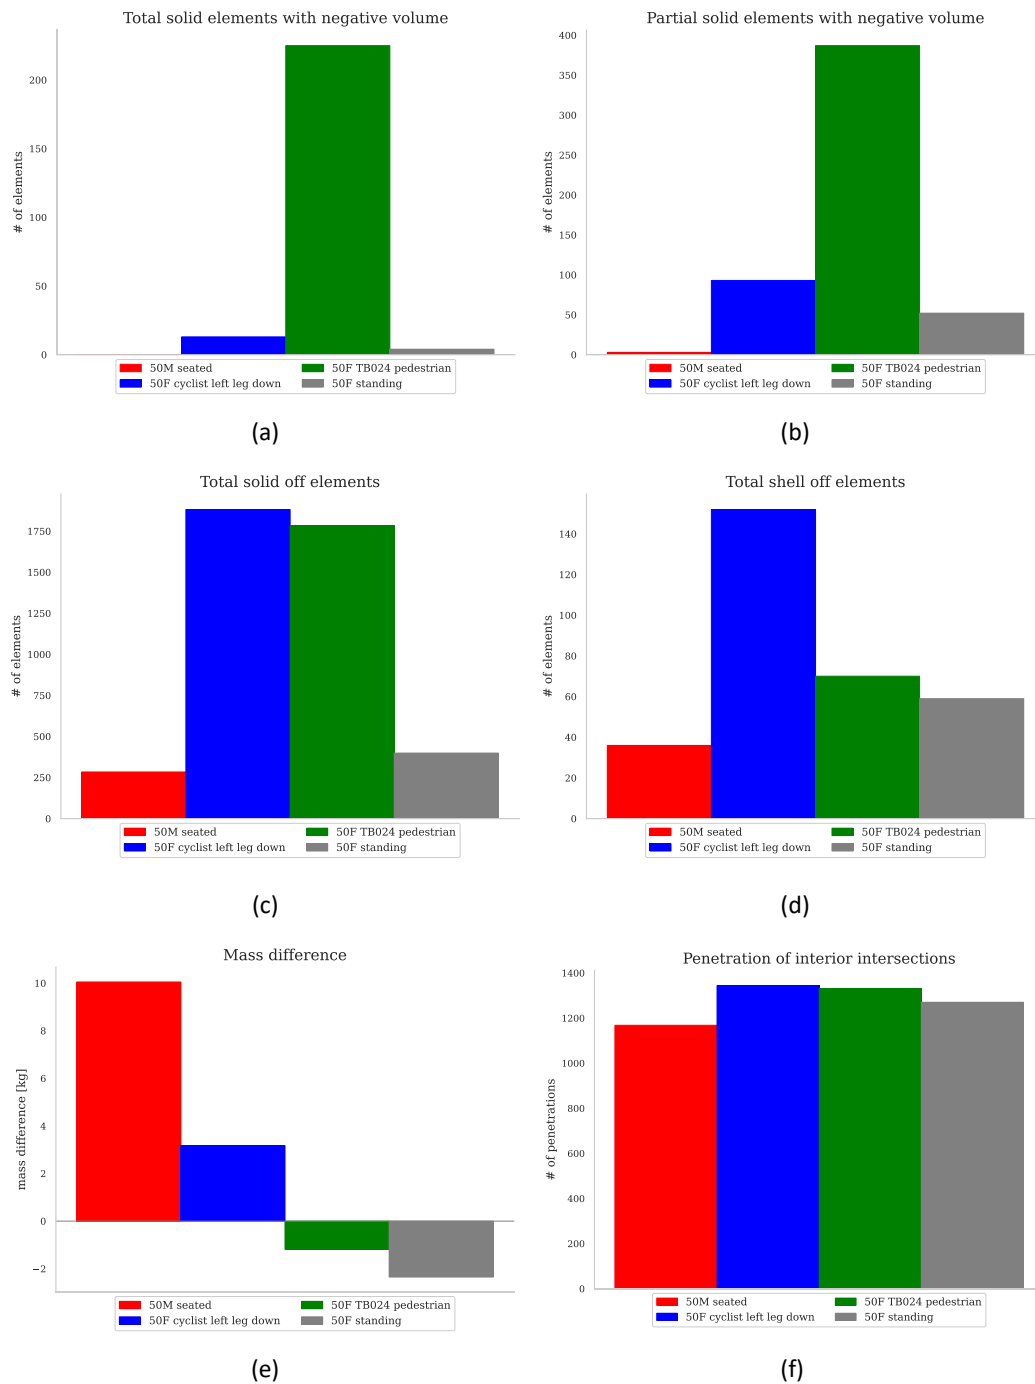 Total solid elements with negative volume
# of elements
200
150
100
50
0
50M seated
50F TB024 pedestrian
50F cyclist left leg down
50F standing
(a)
Partial solid elements with negative volume
# of elements
400
350
300
250
200
150
100
50
0
50M seated
50F TB024 pedestrian
50F cyclist left leg down
50F standing
(b)
Total solid off elements
# of elements
1750
1500
1250
1000
750
500
250
0
50M seated
50F TB024 pedestrian
50F cyclist left leg down
50F standing
(c)
Total shell off elements
# of elements
140
120
100
80
60
40
20
0
50M seated
50F TB024 pedestrian
50F cyclist left leg down
50F standing
(d)
Mass difference
mass difference [kg]
10
8
6
4
2
0
−2
50M seated
50F TB024 pedestrian
50F cyclist left leg down
50F standing
(e)
Penetration of interior intersections
# of penetrations
1400
1200
1000
800
600
400
200
0
50M seated
50F TB024 pedestrian
50F cyclist left leg down
50F standing
(f)